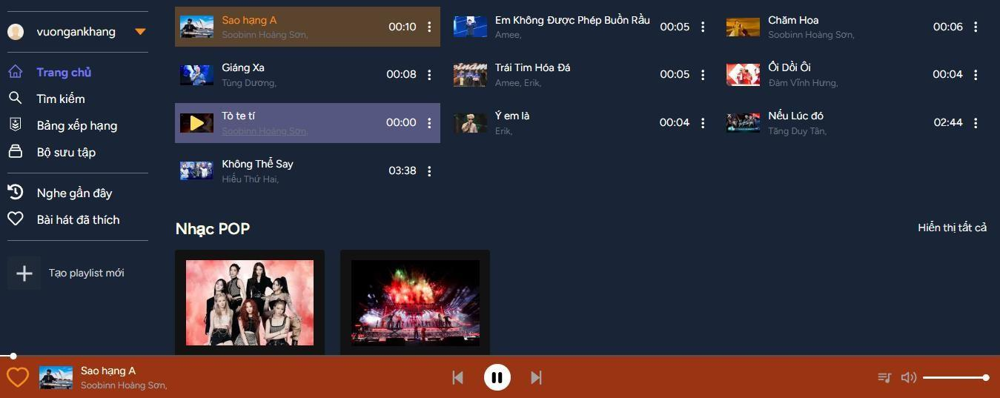 vuongankhang
Trang chủ
Tìm kiếm
Bảng xếp hạng
Bộ sưu tập
Nghe gần đây
Bài hát đã thích
Tạo playlist mới
Sao hạng A
Soobinn Hoàng Sơn,
00:10
Em Không Được Phép Buồn Rầu
Amee,
00:05
Chăm Hoa
Soobinn Hoàng Sơn,
00:06
Giáng Xa
Tùng Dương,
00:08
Trái Tim Hóa Đá
Amee, Erik,
00:05
Ối Dồi Ôi
Đàm Vĩnh Hưng,
00:04
Tò te tí
Soobinn Hoàng Sơn,
00:00
Ý em là
Erik,
00:04
Nếu Lúc đó
Tăng Duy Tân,
02:44
Không Thể Say
Hiếu Thứ Hai,
03:38
Nhạc POP
Hiển thị tất cả
Sao hạng A
Soobinn Hoàng Sơn,